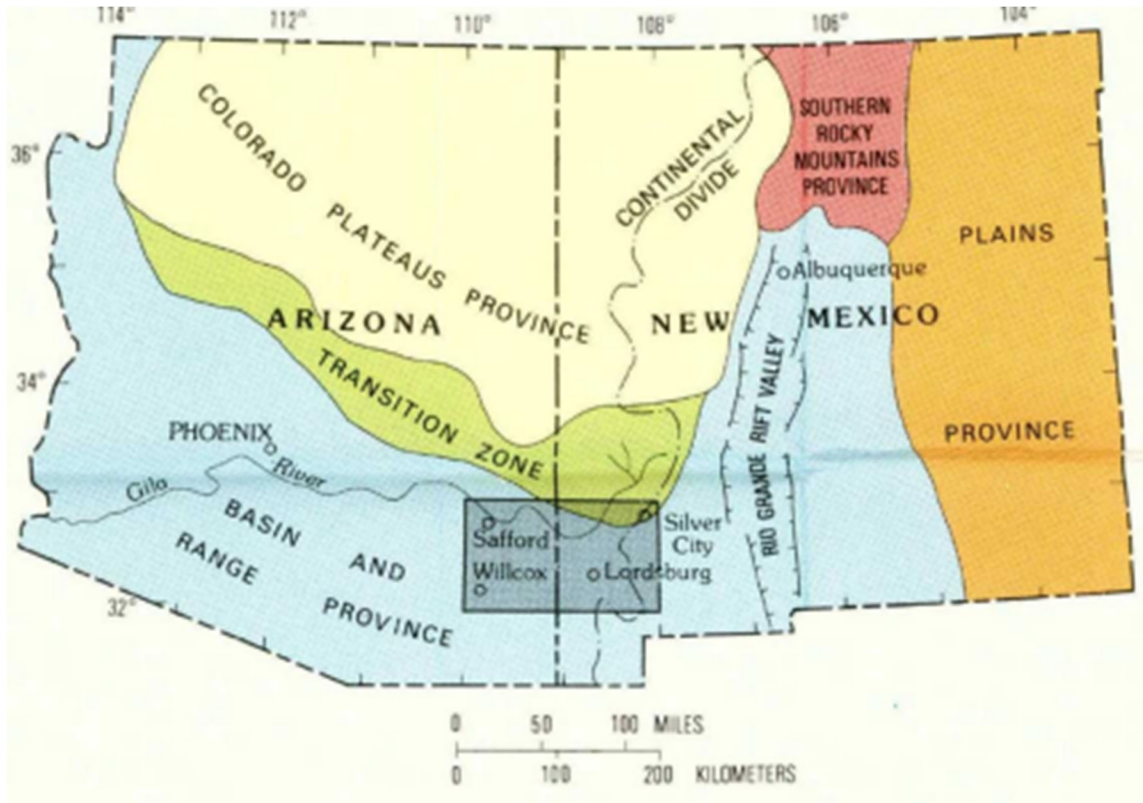 114°
112°
110°
108°
106°
104°
36°
34°
32°
COLORADO PLATEAUS PROVINCE
CONTINENTAL
DIVIDE
SOUTHERN
ROCKY
MOUNTAINS
PROVINCE
PLAINS
PROVINCE
Albuquerque
ARIZONA
NEW MEXICO
TRANSITION ZONE
RIO GRANDE RIFT VALLEY
PHOENIX
Gila River
BASIN AND
RANGE PROVINCE
Safford
Willcox
Silver
City
Lordsburg
0 50 100 MILES
0 100 200 KILOMETERS